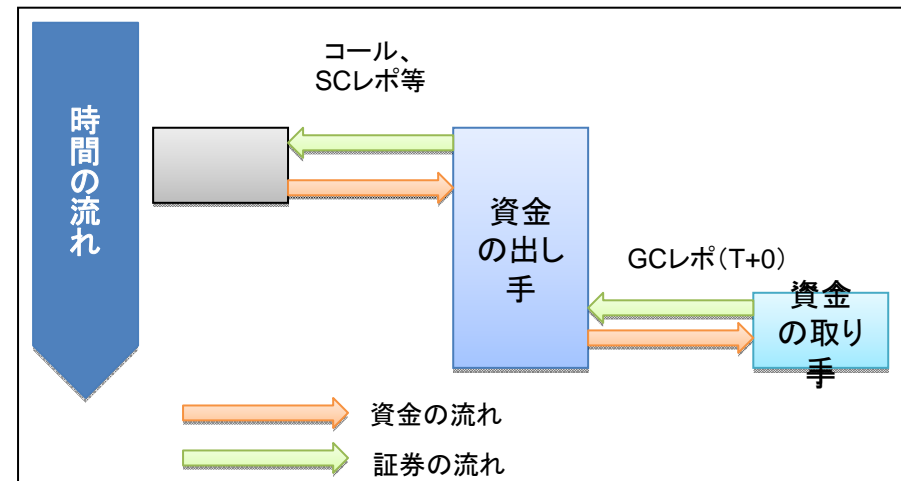 時間の流れ
コール、
SCレポ等
資金
の出し
手
GCレポ(T+0)
資金
の取り
手
資金の流れ
証券の流れ